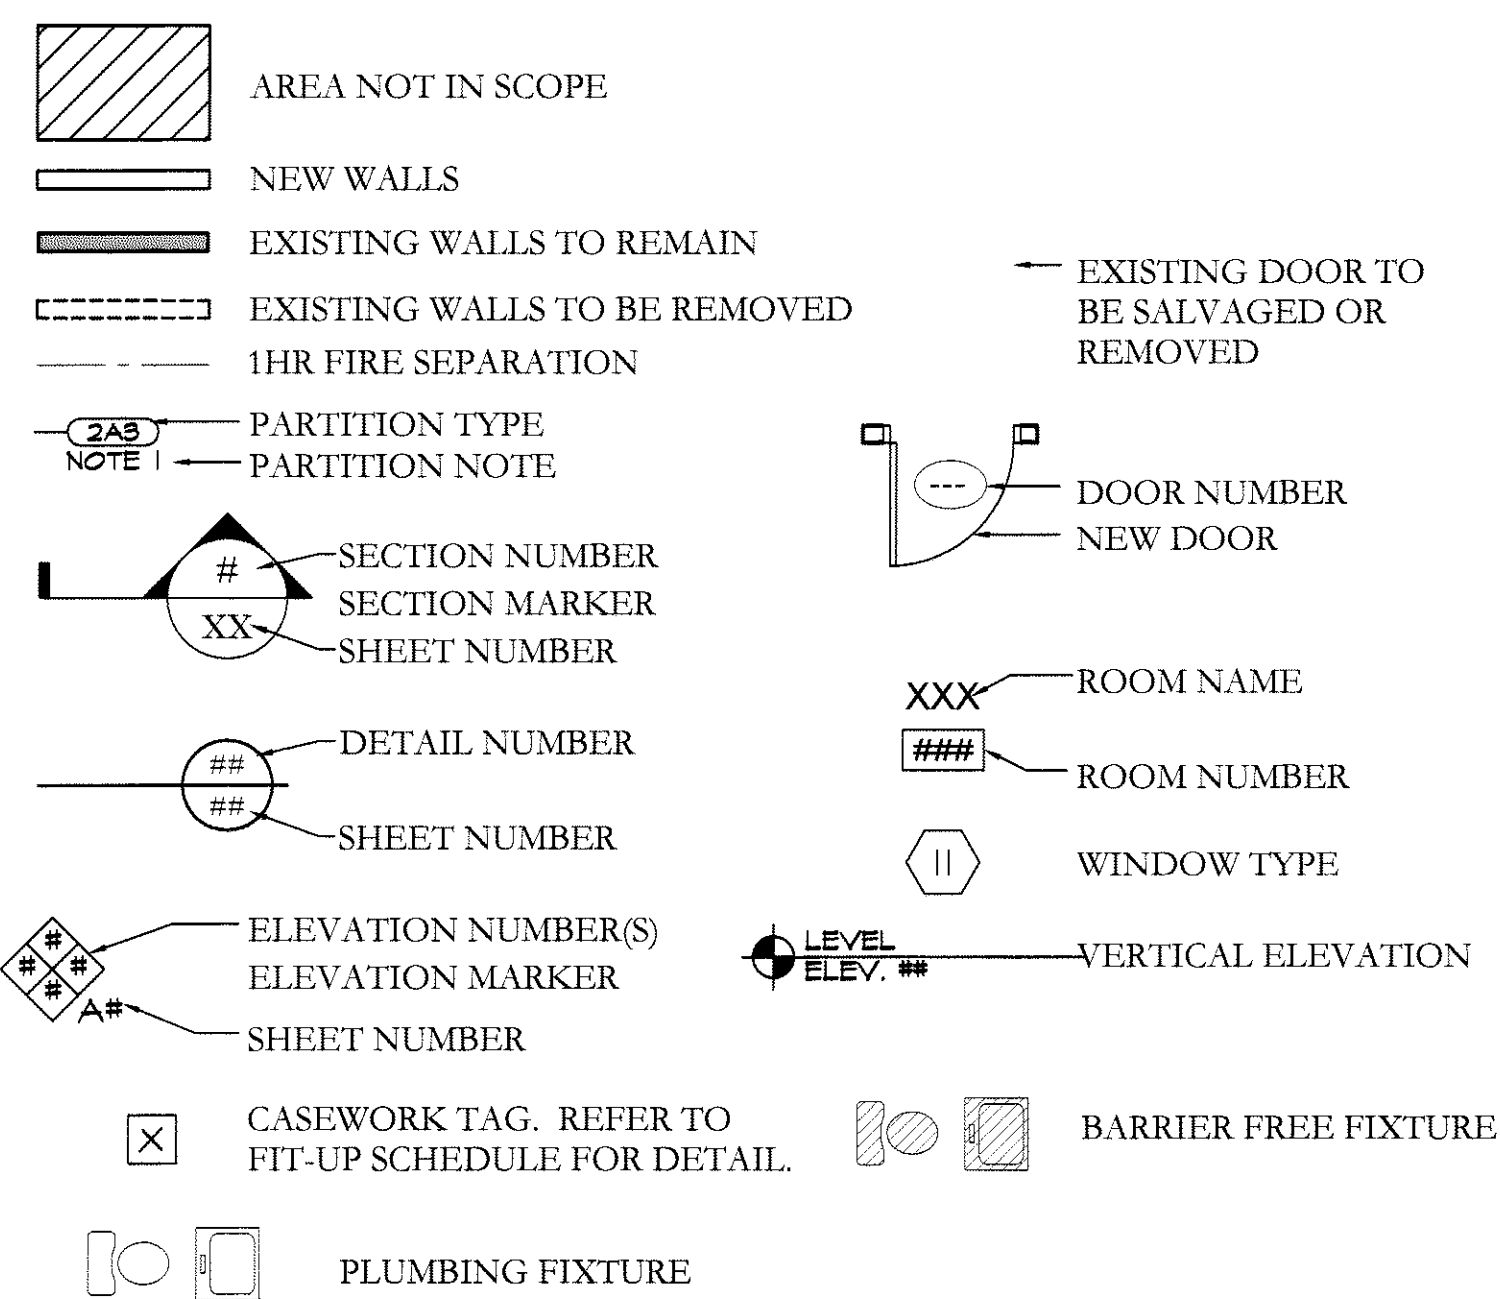 AREA NOT IN SCOPE
NEW WALLS
EXISTING WALLS TO REMAIN
EXISTING WALLS TO BE REMOVED
1HR FIRE SEPARATION
2A3
PARTITION TYPE
NOTE 1
PARTITION NOTE
#
SECTION NUMBER
SECTION MARKER
XX
SHEET NUMBER
##
DETAIL NUMBER
##
SHEET NUMBER
#
# #
#
A#
ELEVATION NUMBER(S)
ELEVATION MARKER
SHEET NUMBER
X
CASEWORK TAG. REFER TO
FIT-UP SCHEDULE FOR DETAIL.
PLUMBING FIXTURE
EXISTING DOOR TO
BE SALVAGED OR
REMOVED
---
DOOR NUMBER
NEW DOOR
XXX
ROOM NAME
###
ROOM NUMBER
11
WINDOW TYPE
LEVEL
ELEV. ##
VERTICAL ELEVATION
BARRIER FREE FIXTURE